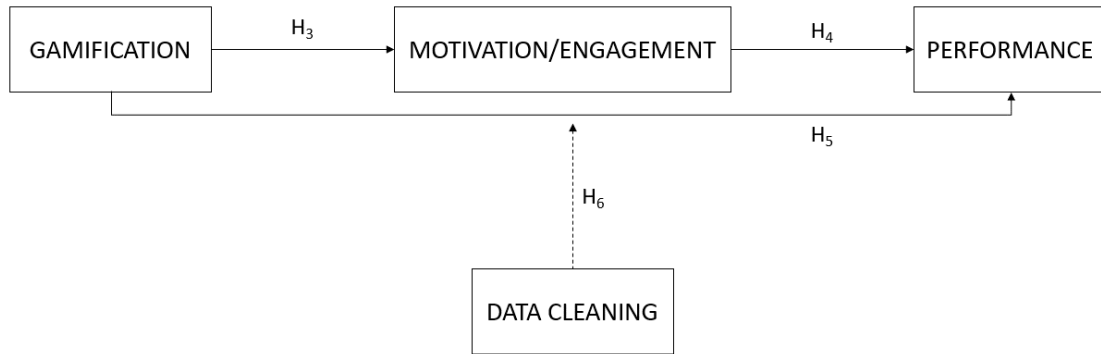 H₃
H₄
GAMIFICATION
MOTIVATION/ENGAGEMENT
PERFORMANCE
H₅
H₆
DATA CLEANING